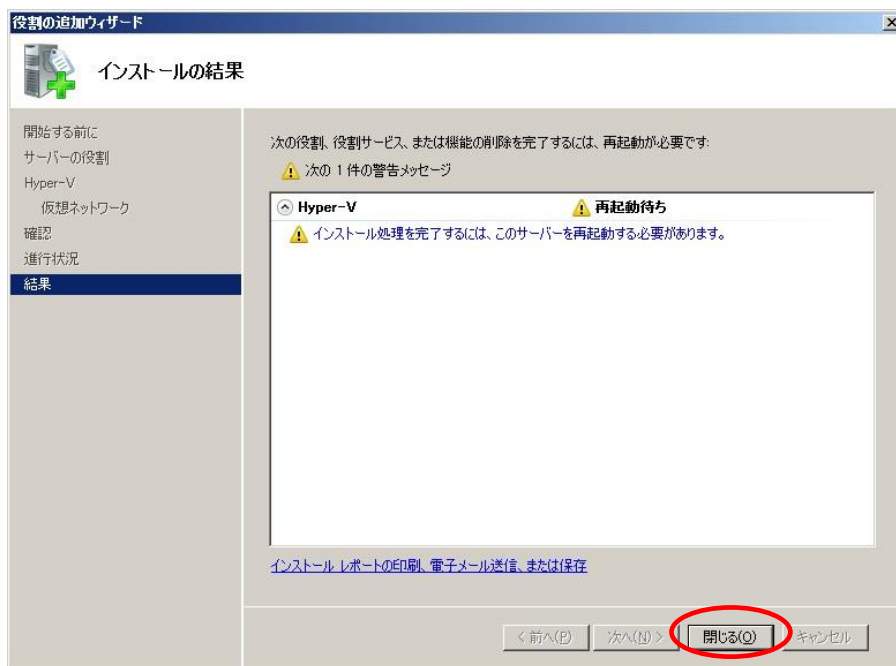 役割の追加ウィザード
インストールの結果
開始する前に
サーバーの役割
Hyper-V
仮想ネットワーク
確認
進行状況
結果
次の役割、役割サービス、または機能の削除を完了するには、再起動が必要です:
次の 1 件の警告メッセージ
Hyper-V 再起動待ち
インストール処理を完了するには、このサーバーを再起動する必要があります。
インストール レポートの印刷、電子メール送信、または保存
< 前へ(P) 次へ(N) > 閉じる(O) キャンセル